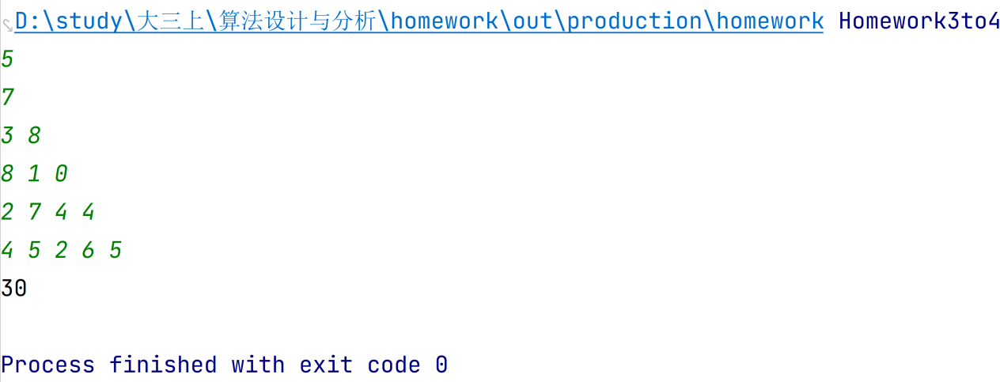 D:\study\大三上\算法设计与分析\homework\out\production\homework Homework3to4
5
7
3 8
8 1 0
2 7 4 4
4 5 2 6 5
30
Process finished with exit code 0